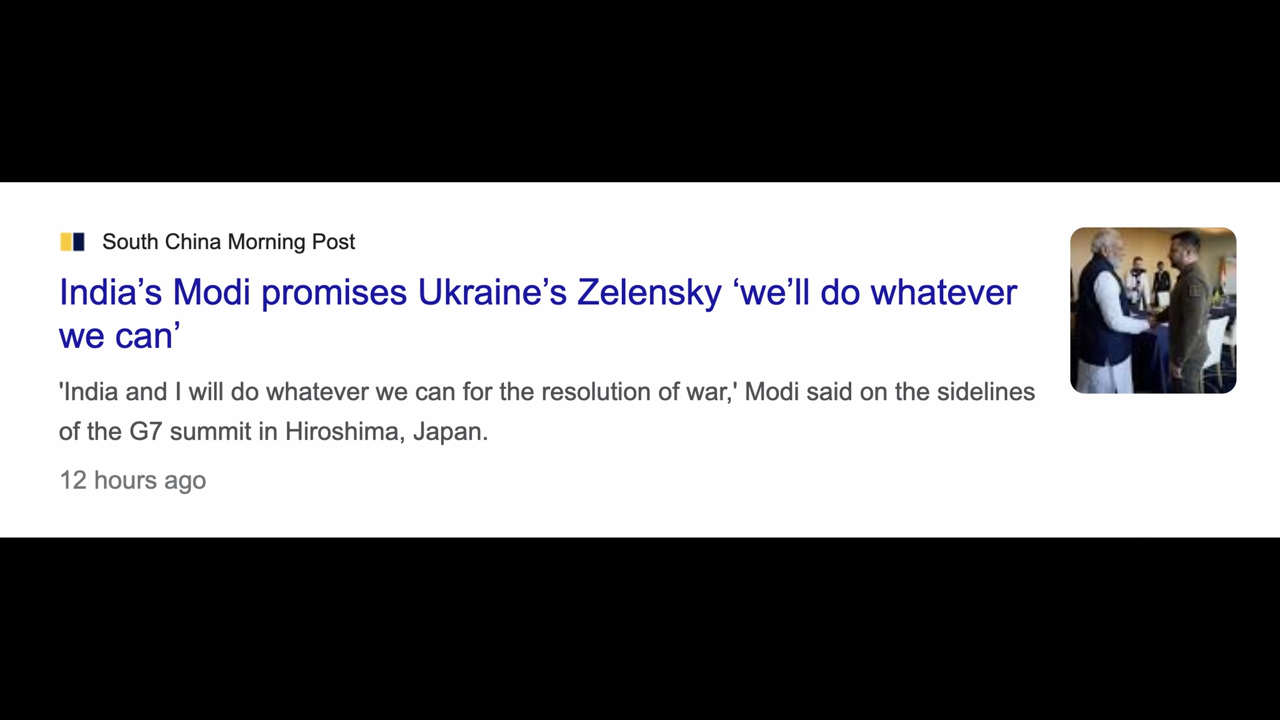 South China Morning Post
India’s Modi promises Ukraine’s Zelensky ‘we’ll do whatever
we can’
'India and I will do whatever we can for the resolution of war,' Modi said on the sidelines
of the G7 summit in Hiroshima, Japan.
12 hours ago